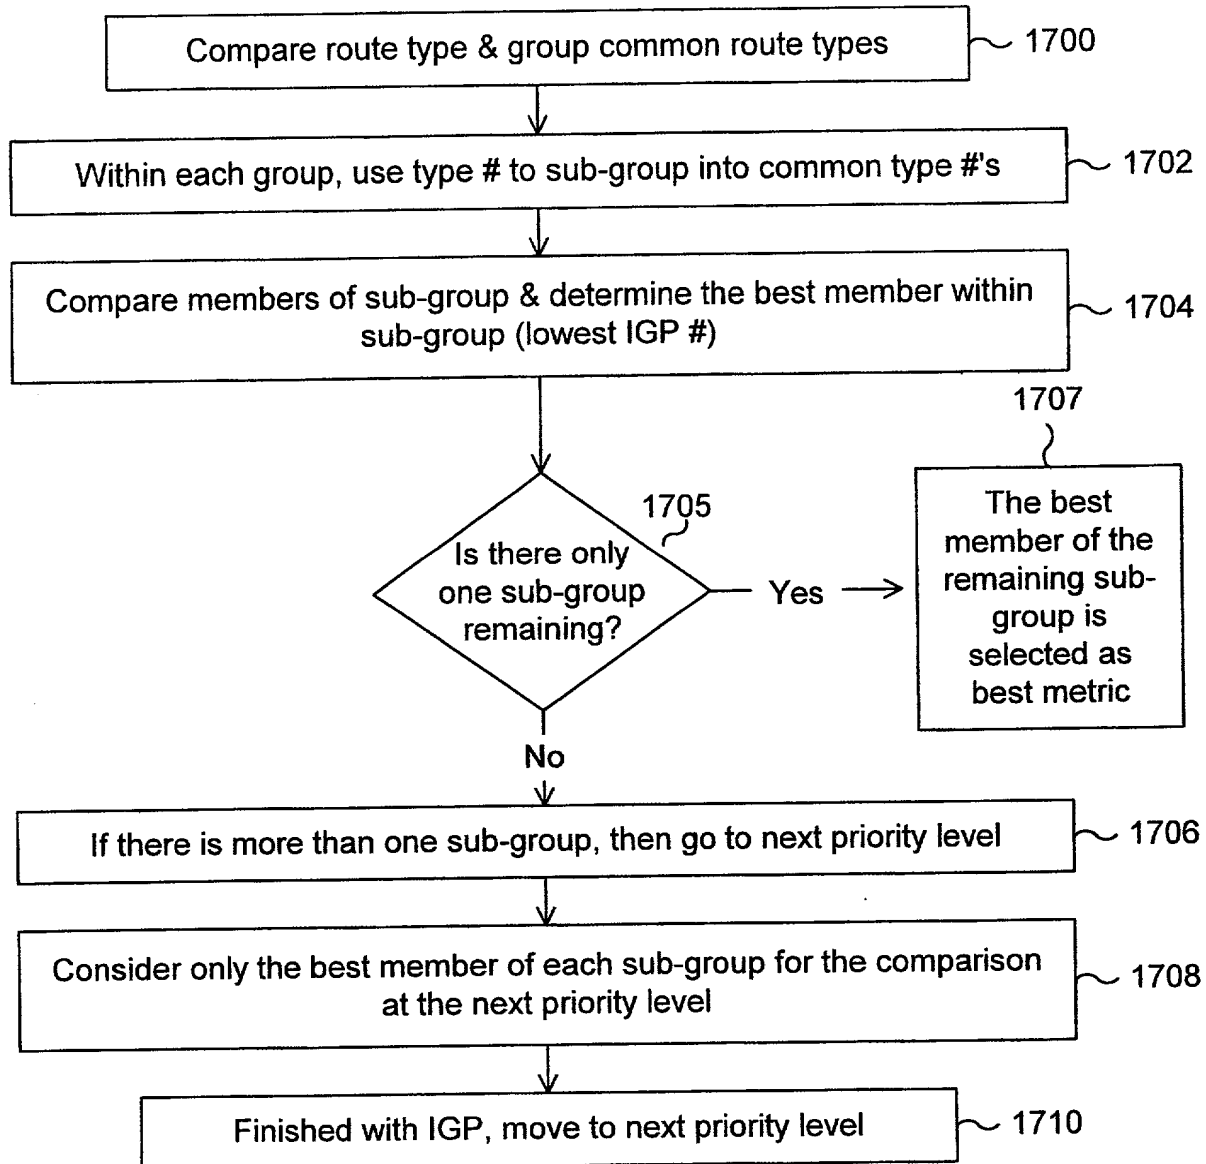 Compare route type & group common route types
1700
Within each group, use type # to sub-group into common type #'s
1702
Compare members of sub-group & determine the best member within
sub-group (lowest IGP #)
1704
1707
The best
member of the
remaining sub-
group is
selected as
best metric
1705
Is there only
one sub-group
remaining?
Yes
No
If there is more than one sub-group, then go to next priority level
1706
Consider only the best member of each sub-group for the comparison
at the next priority level
1708
Finished with IGP, move to next priority level
1710